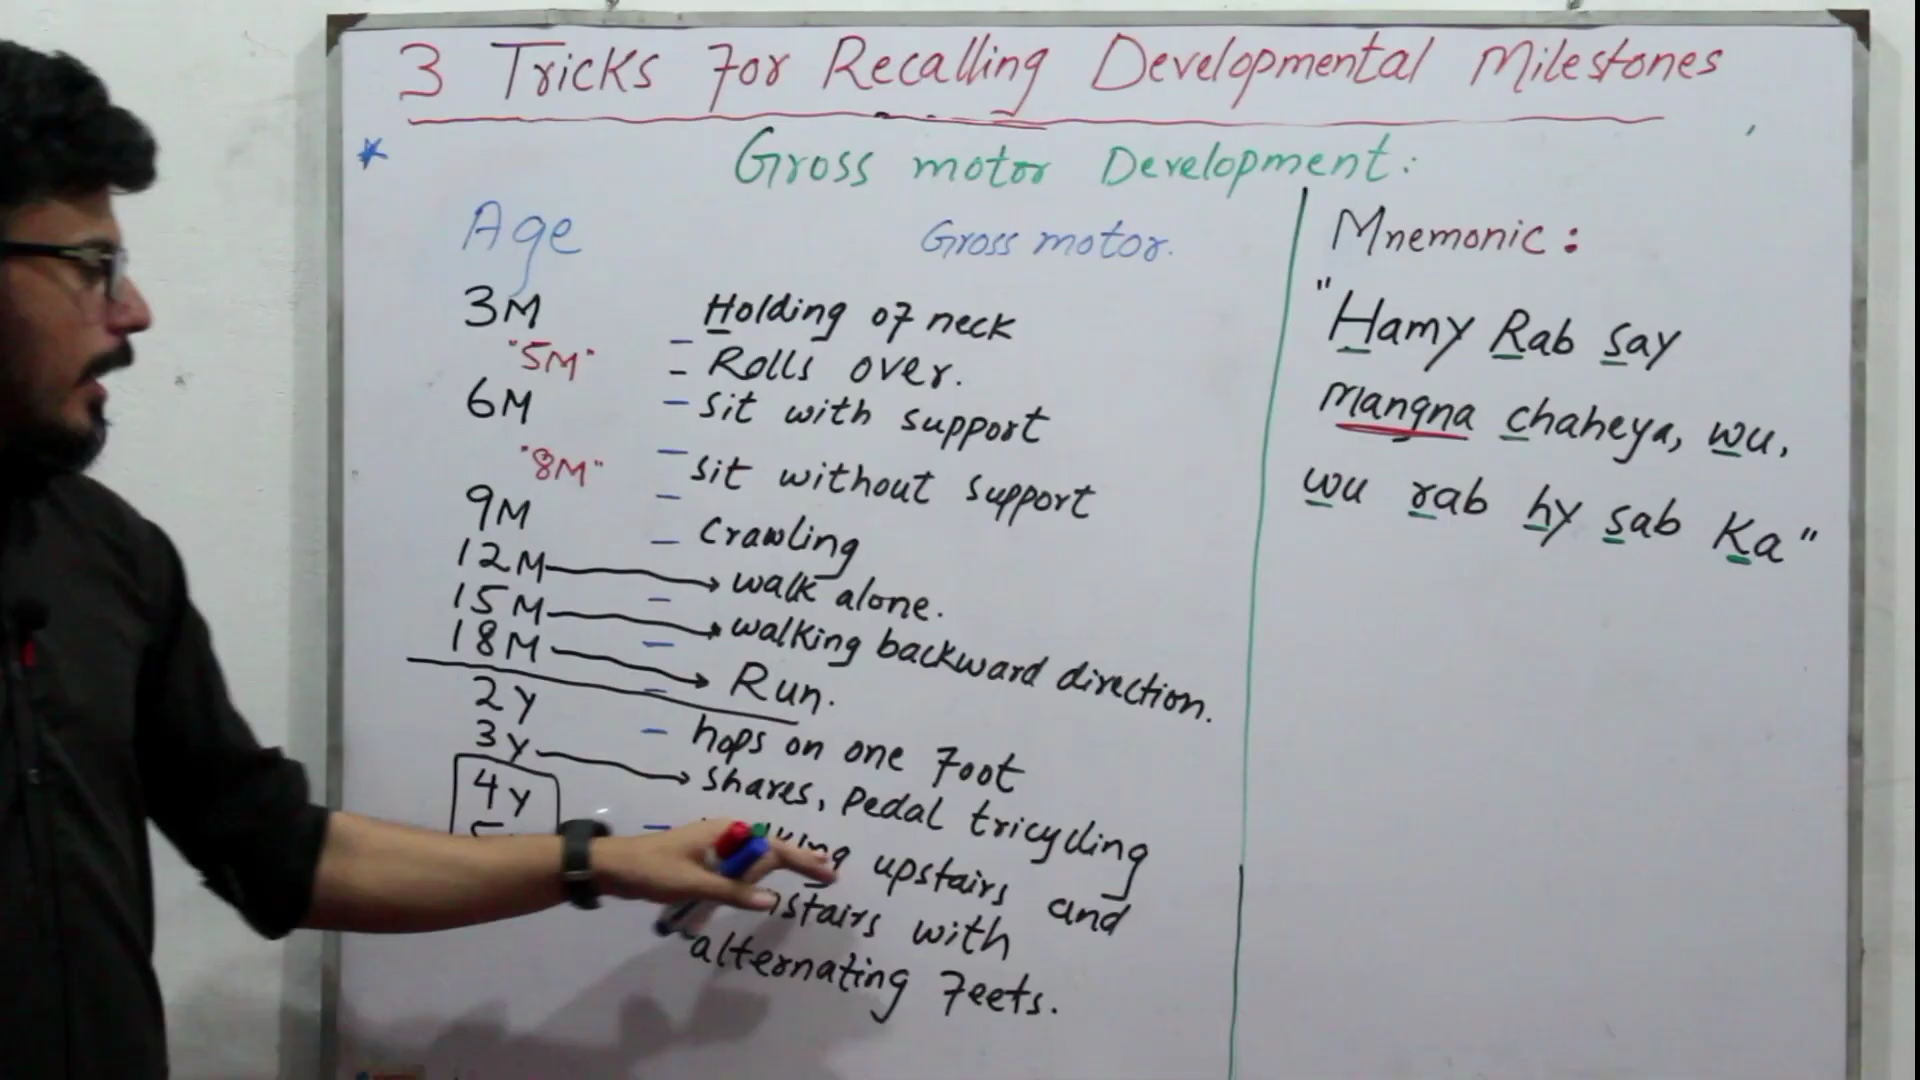 3 Tricks for Recalling Developmental Milestones
Gross motor Development:
Age Gross motor.
3M Holding of neck
"5M" - Rolls over.
6M - sit with support
"8M" - sit without support
9M - Crawling
12M walk alone.
15M walking backward direction.
18M Run.
2Y - hops on one foot
3Y shares, pedal tricycling
4Y
upstairs and
with
alternating feets.
Mnemonic:
"Hamy Rab say
mangna chaheya, wu,
wu rab hy sab Ka"